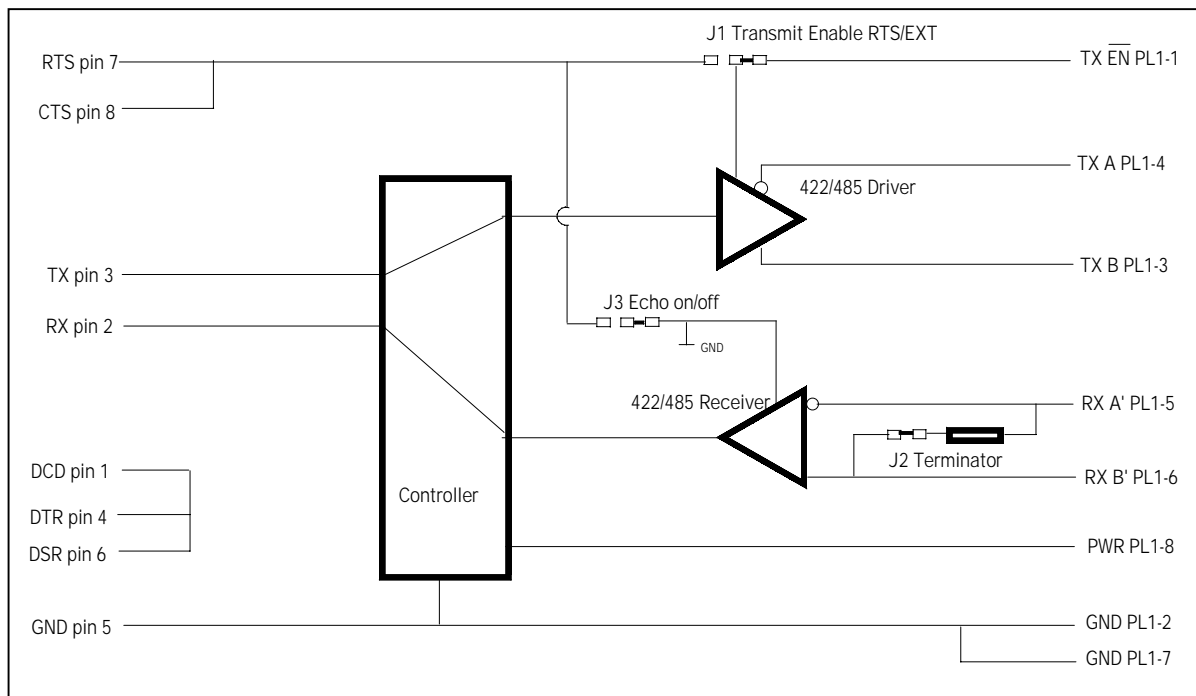 J1 Transmit Enable RTS/EXT
RTS pin 7
TX E̅N̅ PL1-1
CTS pin 8
TX A PL1-4
422/485 Driver
TX B PL1-3
TX pin 3
J3 Echo on/off
RX pin 2
GND
422/485 Receiver
RX A' PL1-5
J2 Terminator
DCD pin 1
RX B' PL1-6
Controller
DTR pin 4
DSR pin 6
PWR PL1-8
GND pin 5
GND PL1-2
GND PL1-7